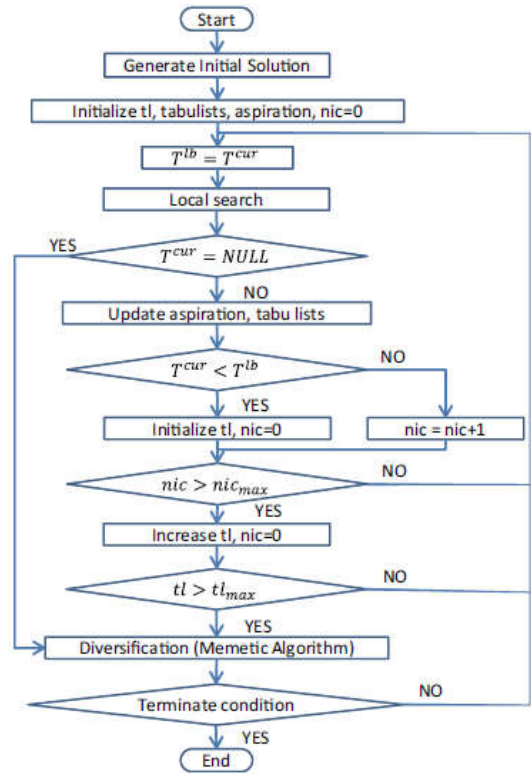 Start
Generate Initial Solution
Initialize tl, tabulists, aspiration, nic=0
T^lb = T^cur
Local search
YES
T^cur = NULL
NO
Update aspiration, tabu lists
T^cur < T^lb
NO
YES
Initialize tl, nic=0
nic = nic+1
nic > nic_max
NO
YES
Increase tl, nic=0
tl > tl_max
NO
YES
Diversification (Memetic Algorithm)
Terminate condition
NO
YES
End